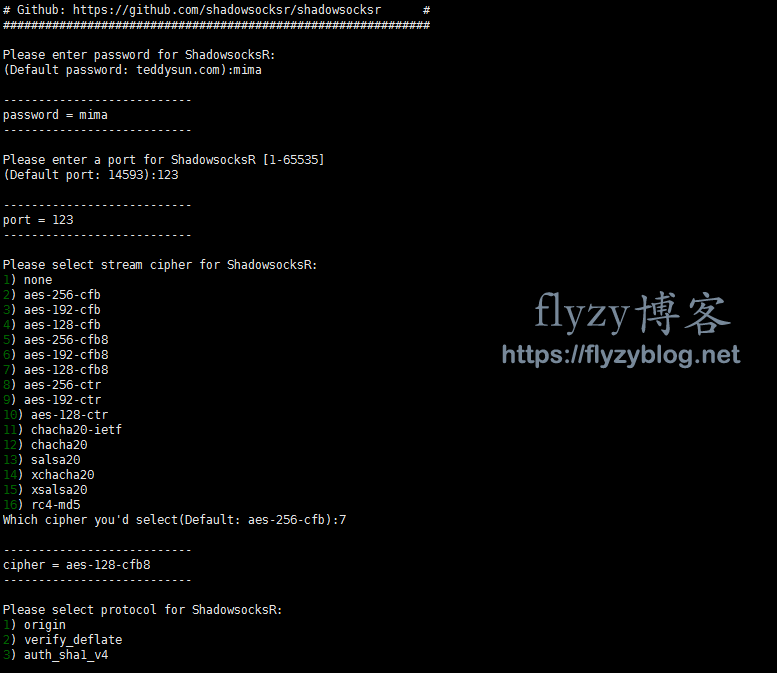 # Github: https://github.com/shadowsocksr/shadowsocksr      #
#############################################################
Please enter password for ShadowsocksR:
(Default password: teddysun.com):mima
---------------------------
password = mima
---------------------------
Please enter a port for ShadowsocksR [1-65535]
(Default port: 14593):123
---------------------------
port = 123
---------------------------
Please select stream cipher for ShadowsocksR:
1) none
2) aes-256-cfb
3) aes-192-cfb
4) aes-128-cfb
5) aes-256-cfb8
6) aes-192-cfb8
7) aes-128-cfb8
8) aes-256-ctr
9) aes-192-ctr
10) aes-128-ctr
11) chacha20-ietf
12) chacha20
13) salsa20
14) xchacha20
15) xsalsa20
16) rc4-md5
Which cipher you'd select(Default: aes-256-cfb):7
---------------------------
cipher = aes-128-cfb8
---------------------------
Please select protocol for ShadowsocksR:
1) origin
2) verify_deflate
3) auth_sha1_v4
flyzy博客
https://flyzyblog.net